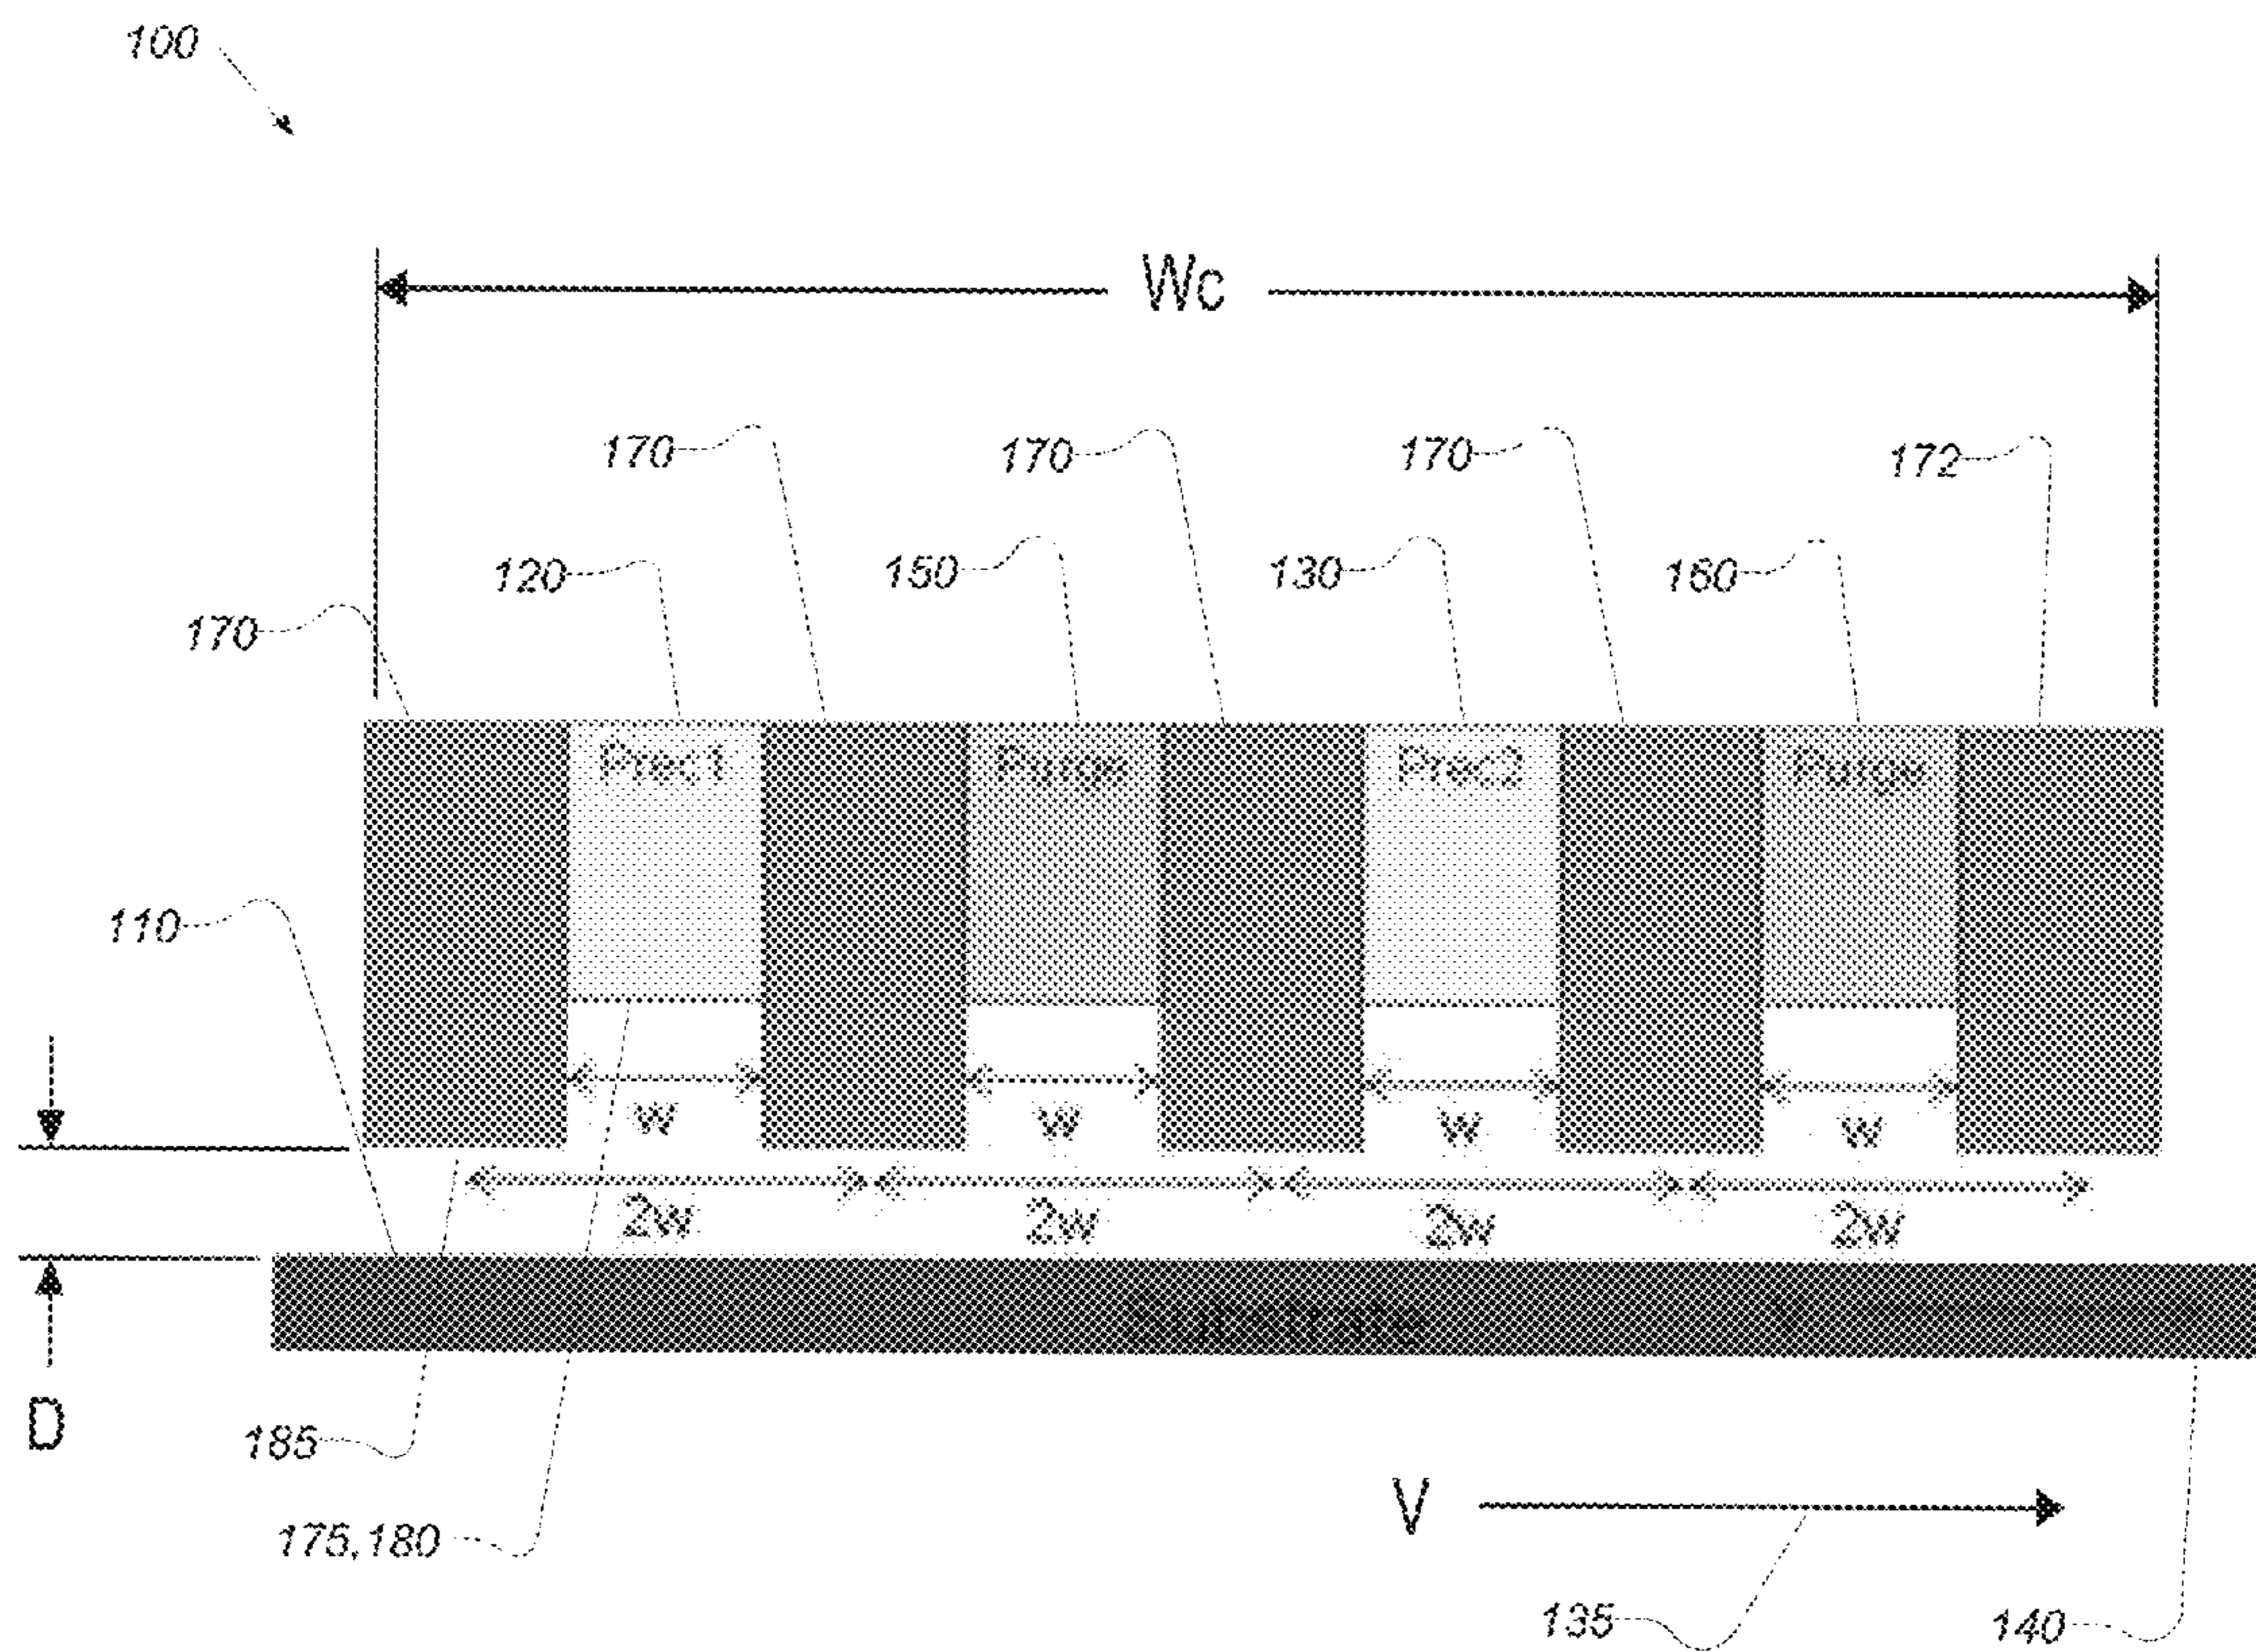 100
Wc
170 170 170 172
120 150 130 160
170
Prec1 Purge Prec2 Purge
110
w w w w
2w 2w 2w 2w
Substrate
D
185
V
175,180
135
140